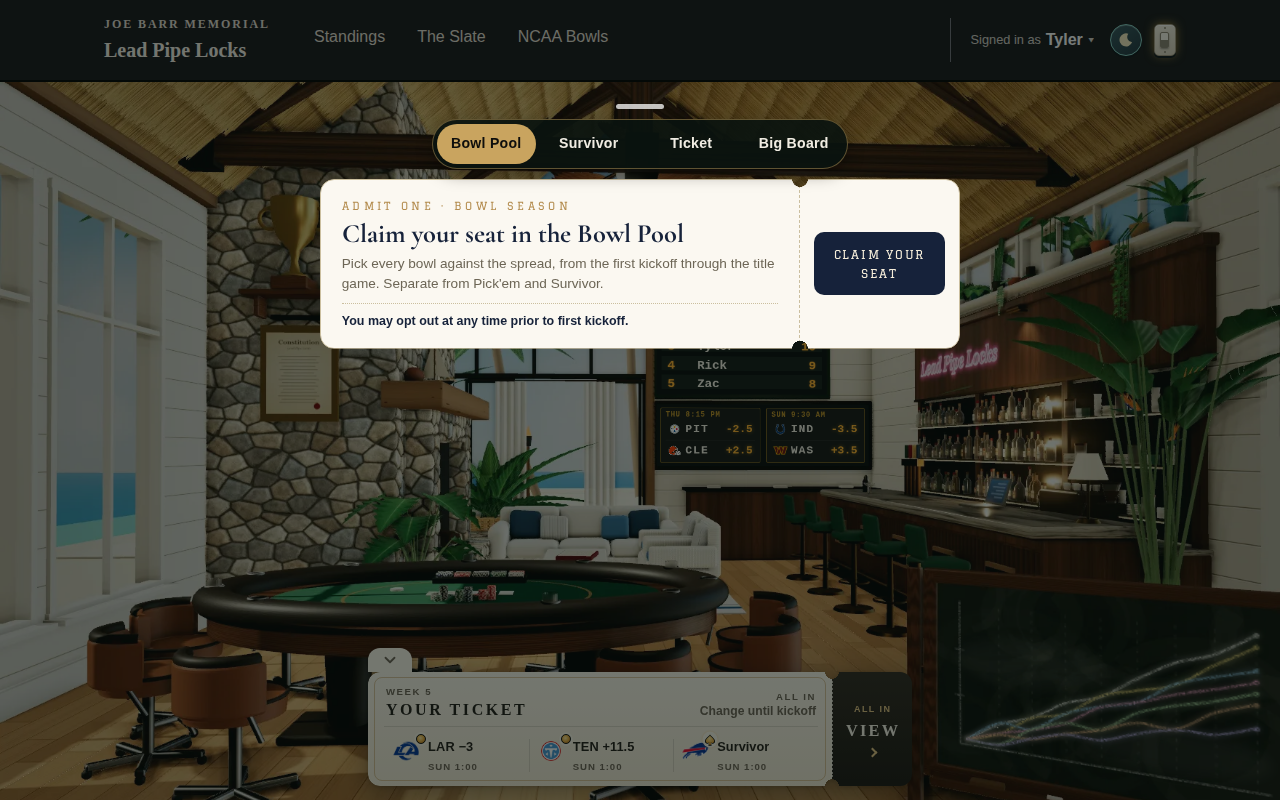 JOE BARR MEMORIAL
Lead Pipe Locks
Standings
The Slate
NCAA Bowls
Signed in as Tyler
Bowl Pool
Survivor
Ticket
Big Board
ADMIT ONE · BOWL SEASON
Claim your seat in the Bowl Pool
Pick every bowl against the spread, from the first kickoff through the title
game. Separate from Pick'em and Survivor.
You may opt out at any time prior to first kickoff.
CLAIM YOUR
SEAT
4 Rick 9
5 Zac 8
THU 8:15 PM
PIT -2.5
CLE +2.5
SUN 9:30 AM
IND -3.5
WAS +3.5
Lead Pipe Locks
WEEK 5
YOUR TICKET
ALL IN
Change until kickoff
LAR −3
SUN 1:00
TEN +11.5
SUN 1:00
Survivor
SUN 1:00
ALL IN
VIEW